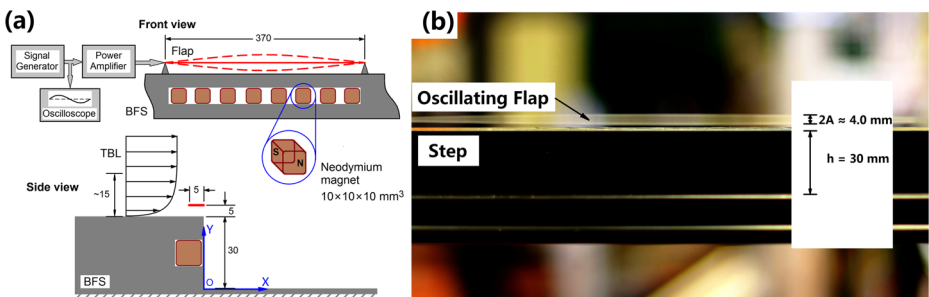 (a)
Front view
370
Flap
Signal
Generator
Power
Amplifier
Oscilloscope
BFS
S
N
Neodymium
magnet
10×10×10 mm³
TBL
Side view
~15
5
5
30
Y
O
X
BFS
(b)
Oscillating Flap
2A ≈ 4.0 mm
Step
h = 30 mm